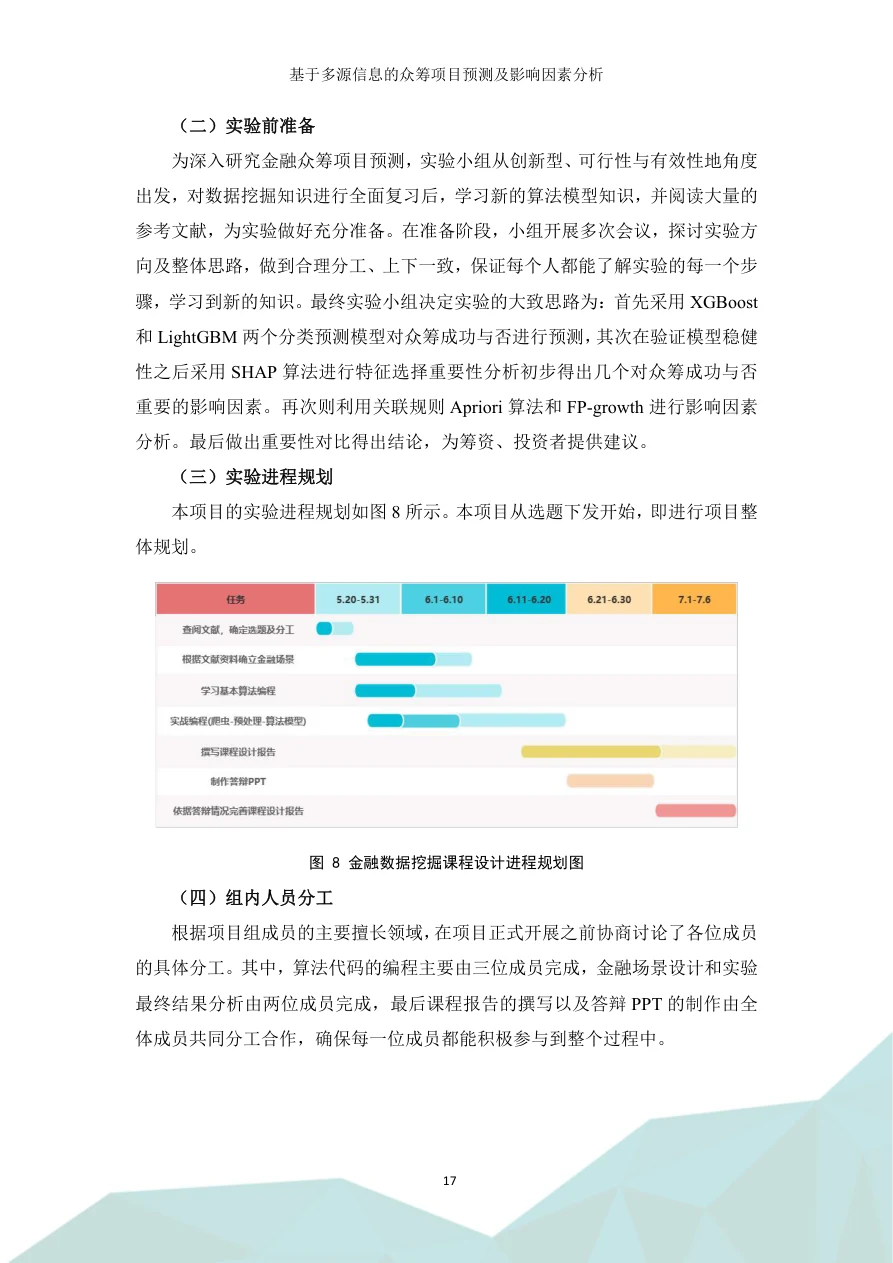 基于多源信息的众筹项目预测及影响因素分析
（二）实验前准备
为深入研究金融众筹项目预测，实验小组从创新型、可行性与有效性地角度
出发，对数据挖掘知识进行全面复习后，学习新的算法模型知识，并阅读大量的
参考文献，为实验做好充分准备。在准备阶段，小组开展多次会议，探讨实验方
向及整体思路，做到合理分工、上下一致，保证每个人都能了解实验的每一个步
骤，学习到新的知识。最终实验小组决定实验的大致思路为：首先采用 XGBoost
和 LightGBM 两个分类预测模型对众筹成功与否进行预测，其次在验证模型稳健
性之后采用 SHAP 算法进行特征选择重要性分析初步得出几个对众筹成功与否
重要的影响因素。再次则利用关联规则 Apriori 算法和 FP-growth 进行影响因素
分析。最后做出重要性对比得出结论，为筹资、投资者提供建议。
（三）实验进程规划
本项目的实验进程规划如图 8 所示。本项目从选题下发开始，即进行项目整
体规划。
任务 5.20-5.31 6.1-6.10 6.11-6.20 6.21-6.30 7.1-7.6
查阅文献，确定选题及分工
根据文献资料确立金融场景
学习基本算法编程
实战编程(爬虫-预处理-算法模型)
撰写课程设计报告
制作答辩PPT
依据答辩情况完善课程设计报告
图 8 金融数据挖掘课程设计进程规划图
（四）组内人员分工
根据项目组成员的主要擅长领域，在项目正式开展之前协商讨论了各位成员
的具体分工。其中，算法代码的编程主要由三位成员完成，金融场景设计和实验
最终结果分析由两位成员完成，最后课程报告的撰写以及答辩 PPT 的制作由全
体成员共同分工合作，确保每一位成员都能积极参与到整个过程中。
17